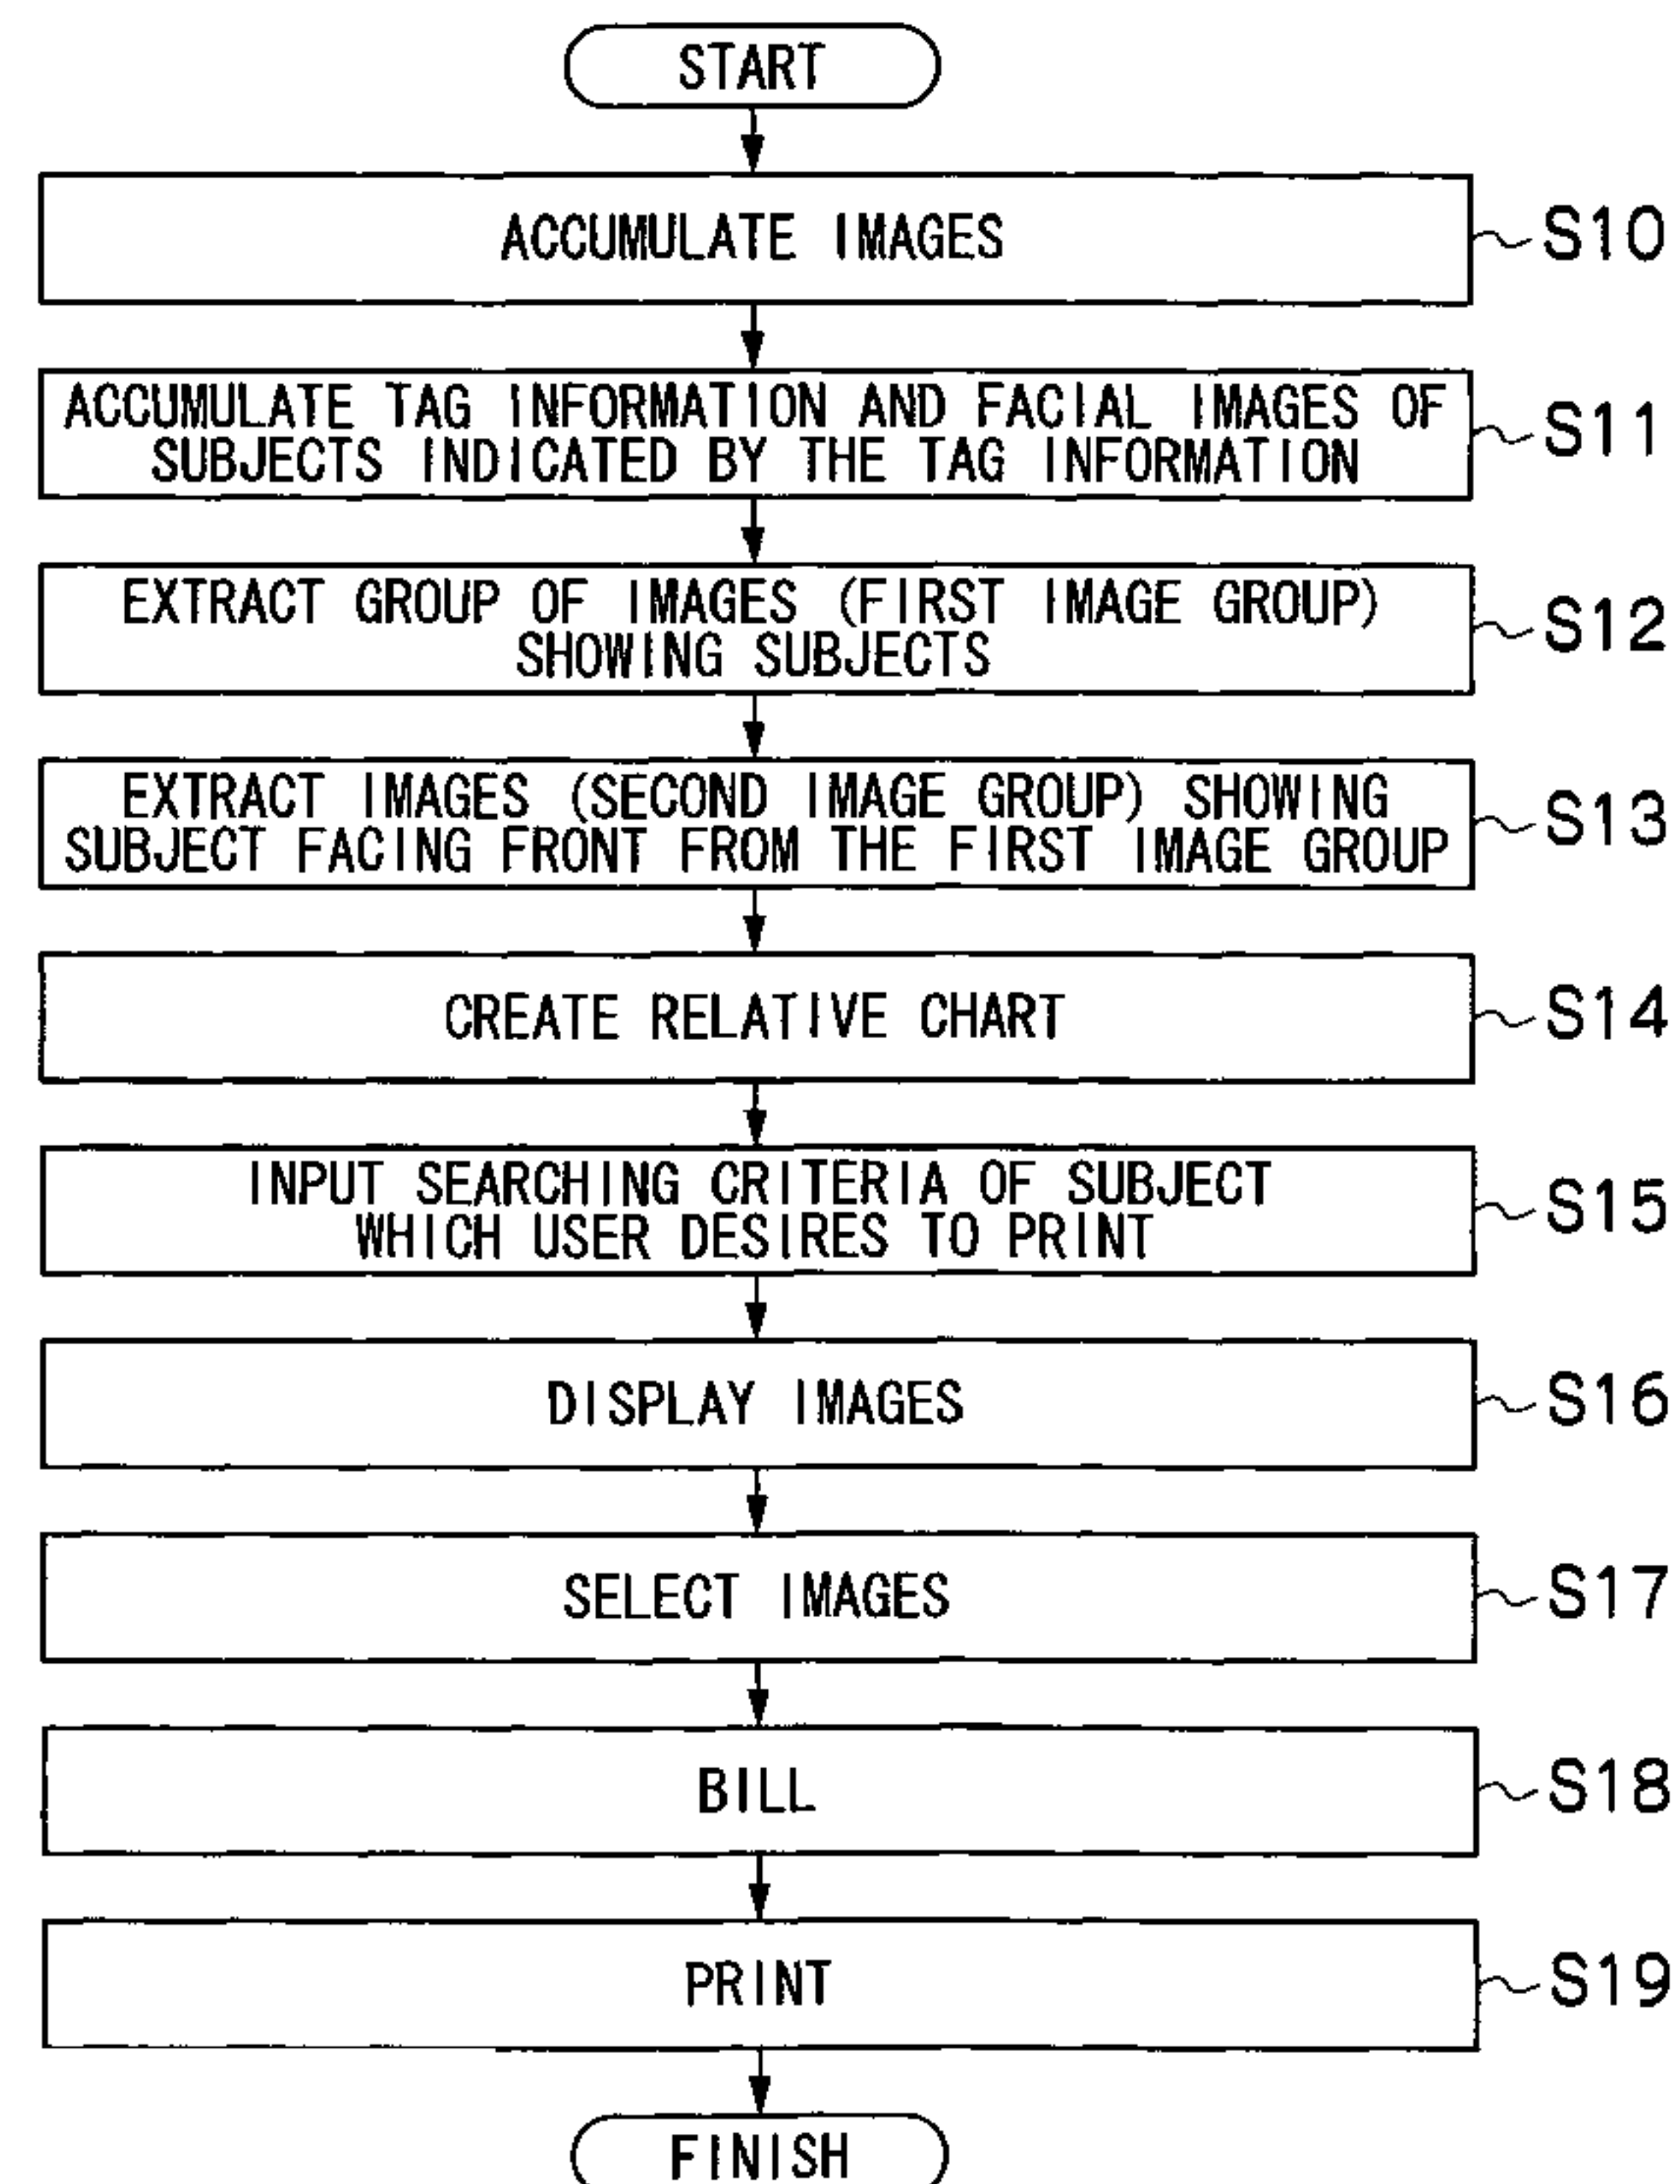 START
ACCUMULATE IMAGES
S10
ACCUMULATE TAG INFORMATION AND FACIAL IMAGES OF
SUBJECTS INDICATED BY THE TAG INFORMATION
S11
EXTRACT GROUP OF IMAGES (FIRST IMAGE GROUP)
SHOWING SUBJECTS
S12
EXTRACT IMAGES (SECOND IMAGE GROUP) SHOWING
SUBJECT FACING FRONT FROM THE FIRST IMAGE GROUP
S13
CREATE RELATIVE CHART
S14
INPUT SEARCHING CRITERIA OF SUBJECT
WHICH USER DESIRES TO PRINT
S15
DISPLAY IMAGES
S16
SELECT IMAGES
S17
BILL
S18
PRINT
S19
FINISH